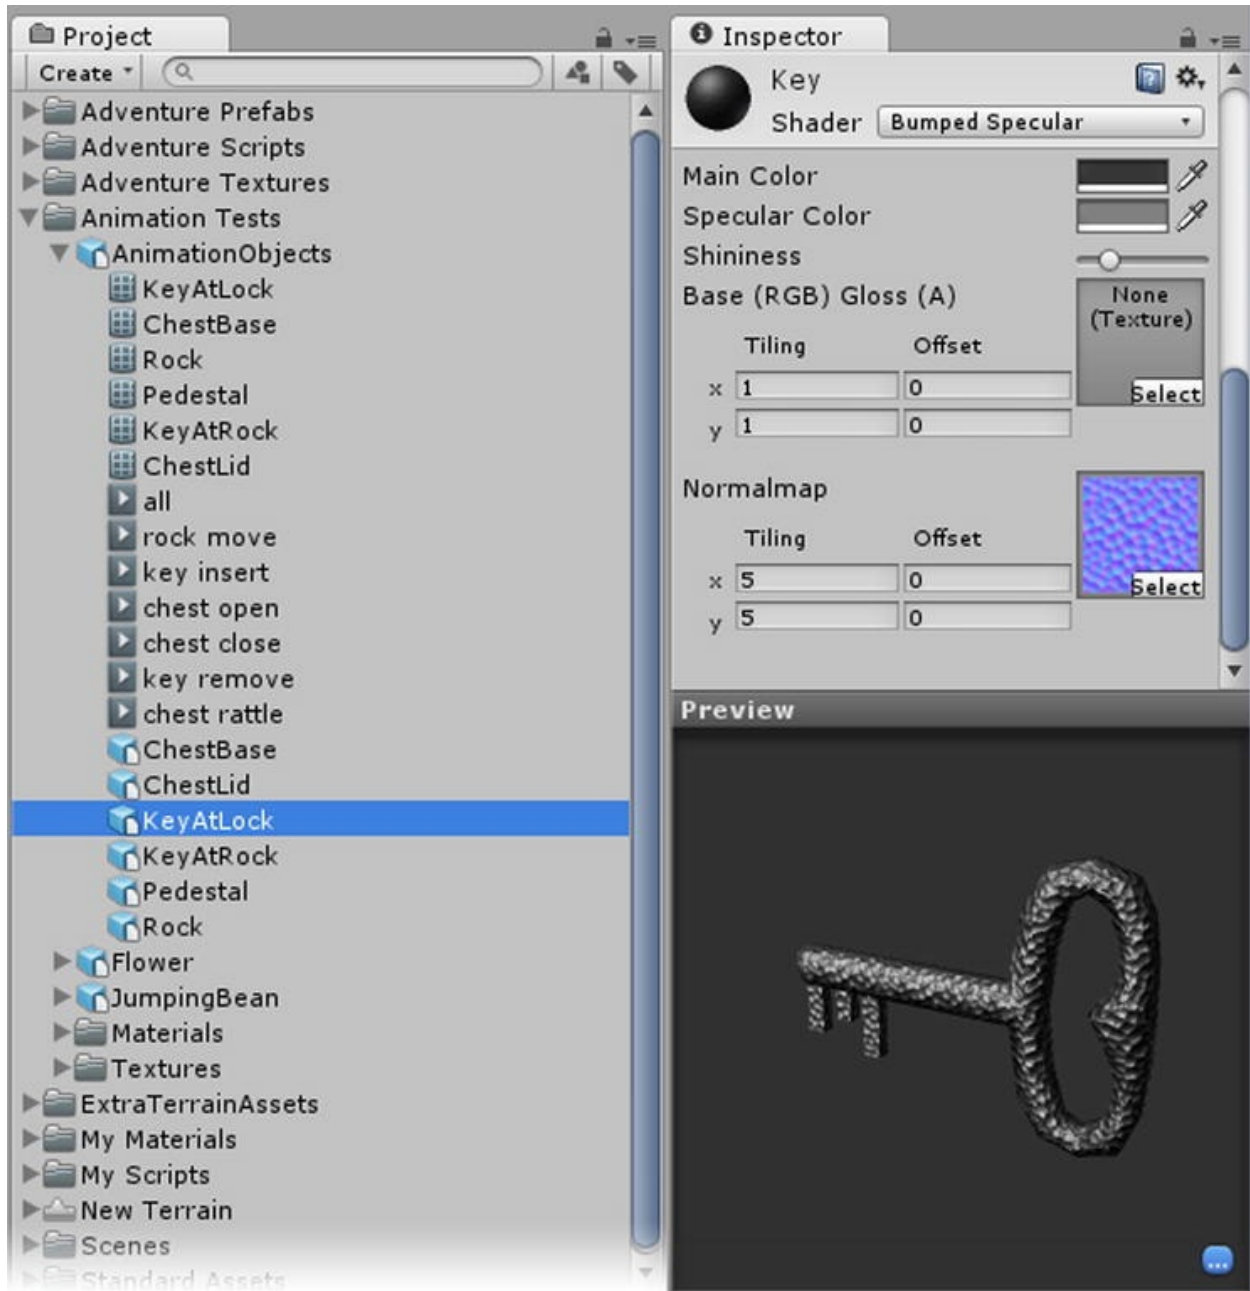 Project
Create
Adventure Prefabs
Adventure Scripts
Adventure Textures
Animation Tests
AnimationObjects
KeyAtLock
ChestBase
Rock
Pedestal
KeyAtRock
ChestLid
all
rock move
key insert
chest open
chest close
key remove
chest rattle
ChestBase
ChestLid
KeyAtLock
KeyAtRock
Pedestal
Rock
Flower
JumpingBean
Materials
Textures
ExtraTerrainAssets
My Materials
My Scripts
New Terrain
Scenes
Standard Assets
Inspector
Key
Shader Bumped Specular
Main Color
Specular Color
Shininess
Base (RGB) Gloss (A)
None
(Texture)
Tiling Offset
x 1 0
Select
y 1 0
Normalmap
Tiling Offset
x 5 0
Select
y 5 0
Preview